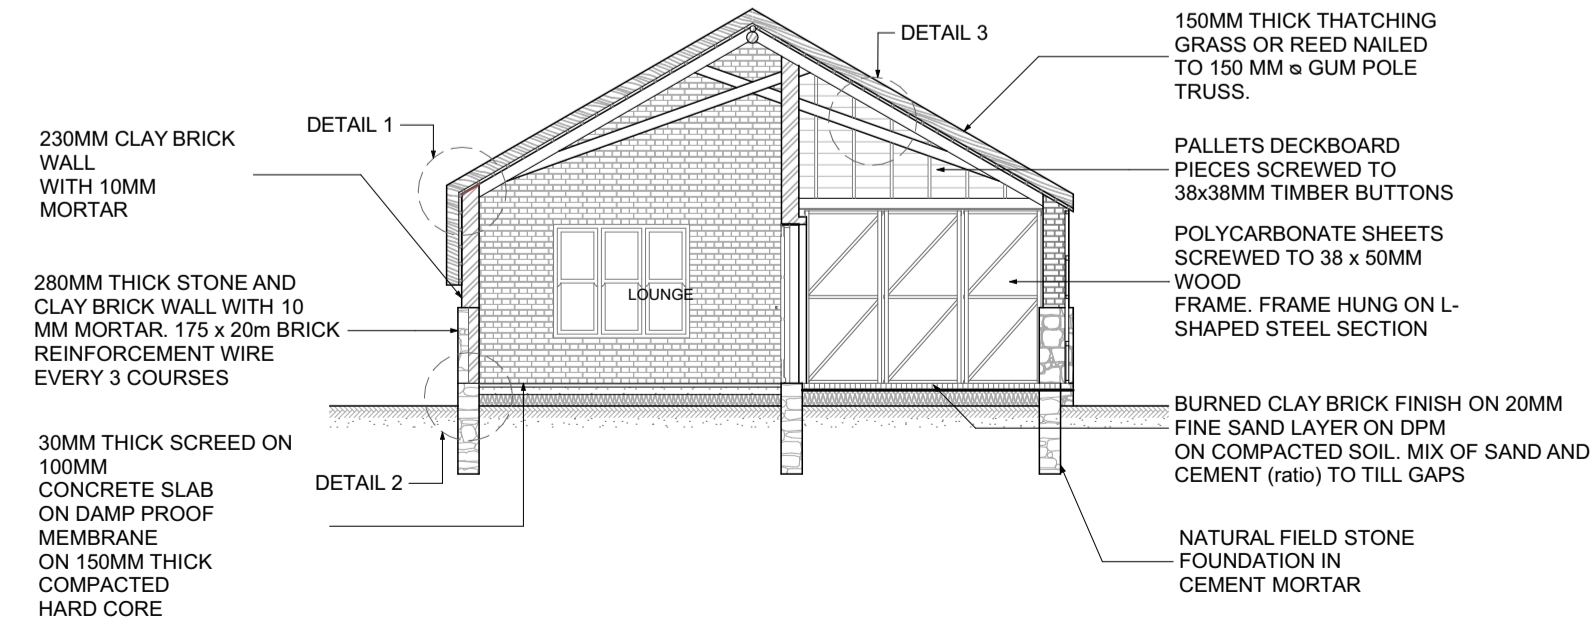 230MM CLAY BRICK
WALL
WITH 10MM
MORTAR
280MM THICK STONE AND
CLAY BRICK WALL WITH 10
MM MORTAR. 175 x 20m BRICK
REINFORCEMENT WIRE
EVERY 3 COURSES
30MM THICK SCREED ON
100MM
CONCRETE SLAB
ON DAMP PROOF
MEMBRANE
ON 150MM THICK
COMPACTED
HARD CORE
DETAIL 1
DETAIL 2
LOUNGE
DETAIL 3
150MM THICK THATCHING
GRASS OR REED NAILED
TO 150 MM ⌀ GUM POLE
TRUSS.
PALLETS DECKBOARD
PIECES SCREWED TO
38x38MM TIMBER BUTTONS
POLYCARBONATE SHEETS
SCREWED TO 38 x 50MM
WOOD
FRAME. FRAME HUNG ON L-
SHAPED STEEL SECTION
BURNED CLAY BRICK FINISH ON 20MM
FINE SAND LAYER ON DPM
ON COMPACTED SOIL. MIX OF SAND AND
CEMENT (ratio) TO TILL GAPS
NATURAL FIELD STONE
FOUNDATION IN
CEMENT MORTAR